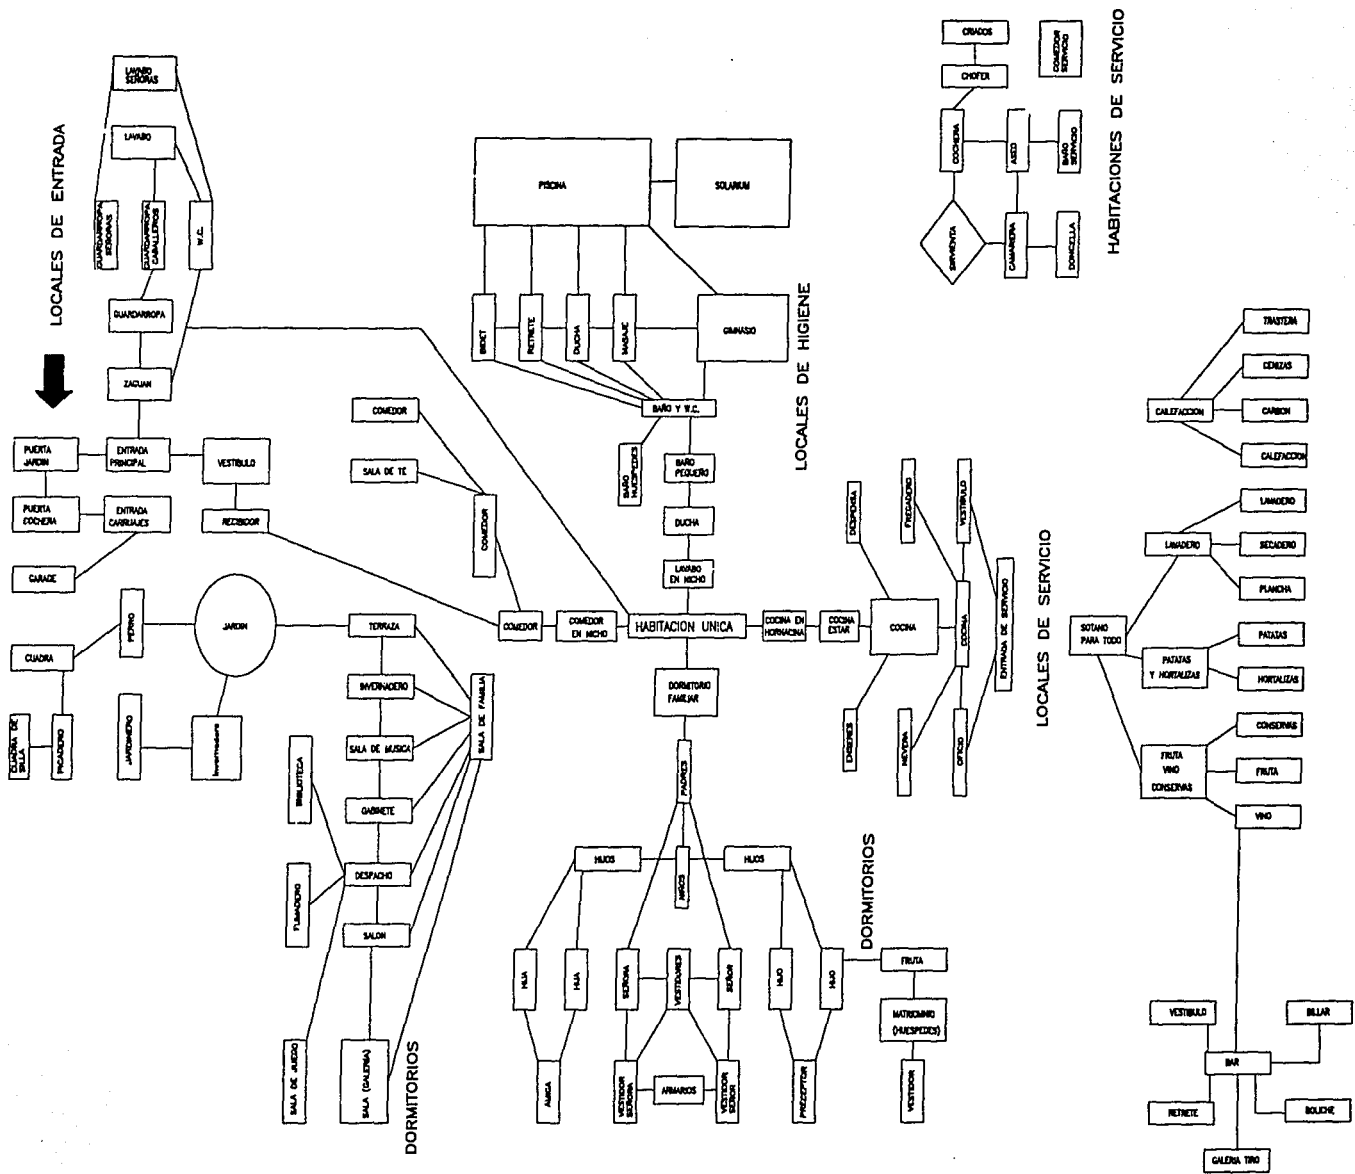 LOCALES DE ENTRADA
LAVABO
SEÑORAS
LAVABO
GUARDARROPA
SEÑORAS
GUARDARROPA
CABALLEROS
W.C.
GUARDARROPA
ZAGUAN
PUERTA
JARDIN
ENTRADA
PRINCIPAL
VESTIBULO
PUERTA
COCHERA
ENTRADA
CARRUAJES
RECIBIDOR
GARAGE
PERRO
CUADRA
JARDIN
CUADRA DE
SILLA
PICADERO
JARDINERO
Invernadero
TERRAZA
INVERNADERO
SALA DE MUSICA
GABINETE
DESPACHO
SALON
SALA DE FAMILIA
BIBLIOTECA
FUMADERO
SALA DE JUEGO
SALA (GALERIA)
DORMITORIOS
COMEDOR
SALA DE TE
COMEDOR
COMEDOR
COMEDOR
EN NICHO
HABITACION UNICA
COCINA EN
HORNACINA
COCINA
ESTAR
COCINA
PISCINA
SOLARIUM
BIDET
RETRETE
DUCHA
MASAJE
GIMNASIO
LOCALES DE HIGIENE
BAÑO Y W.C.
BAÑO
HUESPEDES
BAÑO
PEQUEÑO
DUCHA
LAVABO
EN NICHO
DORMITORIO
FAMILIAR
PADRES
HIJOS
NIÑOS
HIJOS
HIJA
HIJA
SEÑORA
VESTIDORES
SEÑOR
HIJO
HIJO
AMIGA
VESTIDOR
SEÑORA
ARMARIOS
VESTIDOR
SEÑOR
PRECEPTOR
DORMITORIOS
FRUTA
MATRIOMNIO
(HUESPEDES)
VESTIDOR
DESPENSA
FREGADERO
VESTIBULO
COCINA
ENTRADA DE SERVICIO
ENSERES
NEVERA
OFICIO
LOCALES DE SERVICIO
CRIADOS
COMEDOR
SERVICIO
CHOFER
COCHERA
ASEO
BAÑO
SERVICIO
SIRVIENTA
CAMARERA
DONCELLA
HABITACIONES DE SERVICIO
TRASTERA
CENIZAS
CALEFACCION
CARBON
CALEFACCION
LAVADERO
LAVADERO
SECADERO
PLANCHA
SOTANO
PARA TODO
PATATAS
PATATAS
Y HORTALIZAS
HORTALIZAS
CONSERVAS
FRUTA
VINO
CONSERVAS
FRUTA
VINO
VESTIBULO
BILLAR
BAR
RETRETE
BOLICHE
GALERIA TIRO